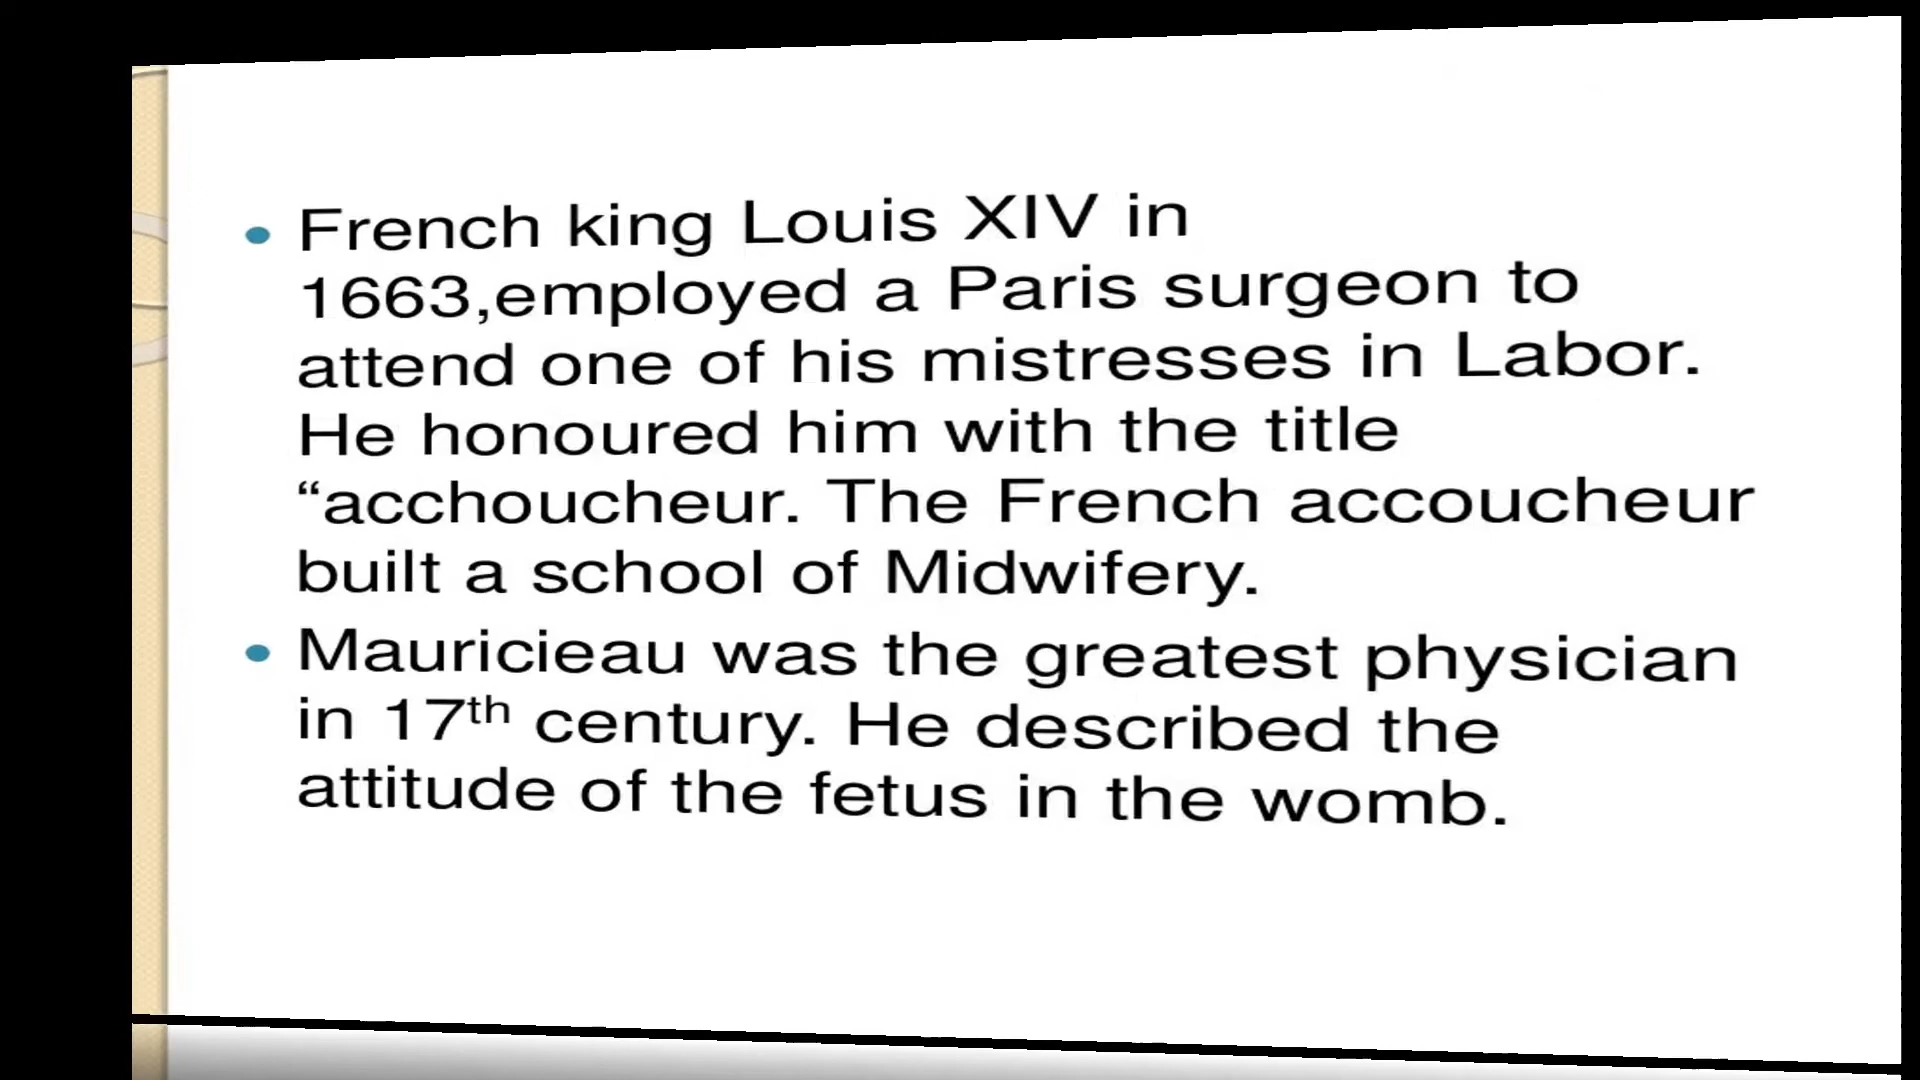 French king Louis XIV in
1663,employed a Paris surgeon to
attend one of his mistresses in Labor.
He honoured him with the title
“acchoucheur. The French accoucheur
built a school of Midwifery.
Mauricieau was the greatest physician
in 17th century. He described the
attitude of the fetus in the womb.